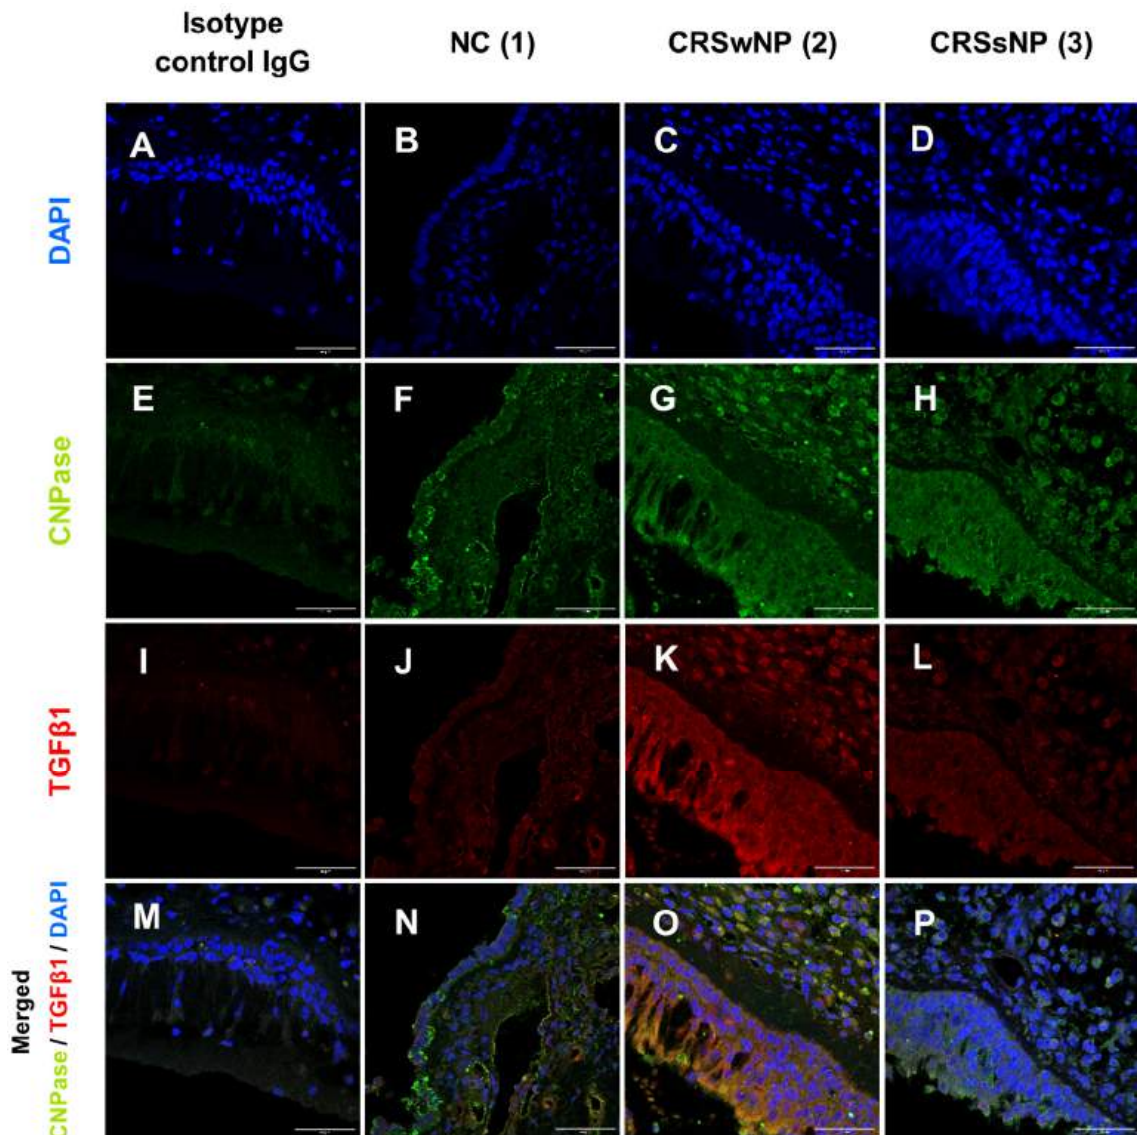 Isotype
control IgG
NC (1)
CRSwNP (2)
CRSsNP (3)
DAPI
A
B
C
D
CNPase
E
F
G
H
TGFβ1
I
J
K
L
Merged
CNPase / TGFβ1 / DAPI
M
N
O
P